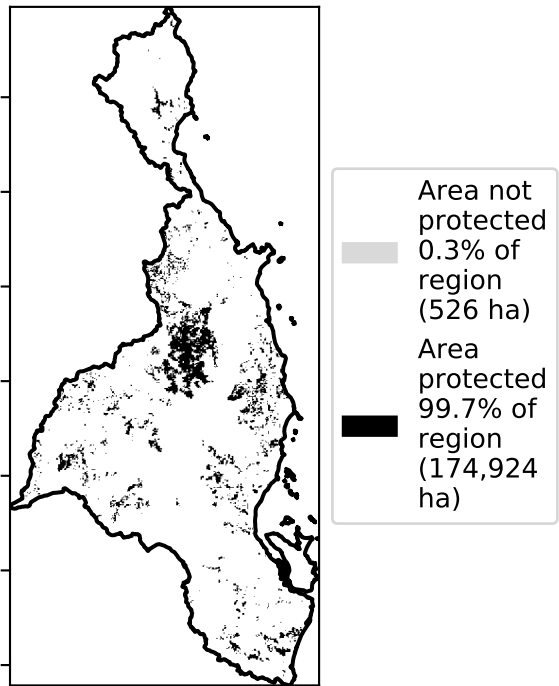 Area not
protected
0.3% of
region
(526 ha)
Area
protected
99.7% of
region
(174,924
ha)